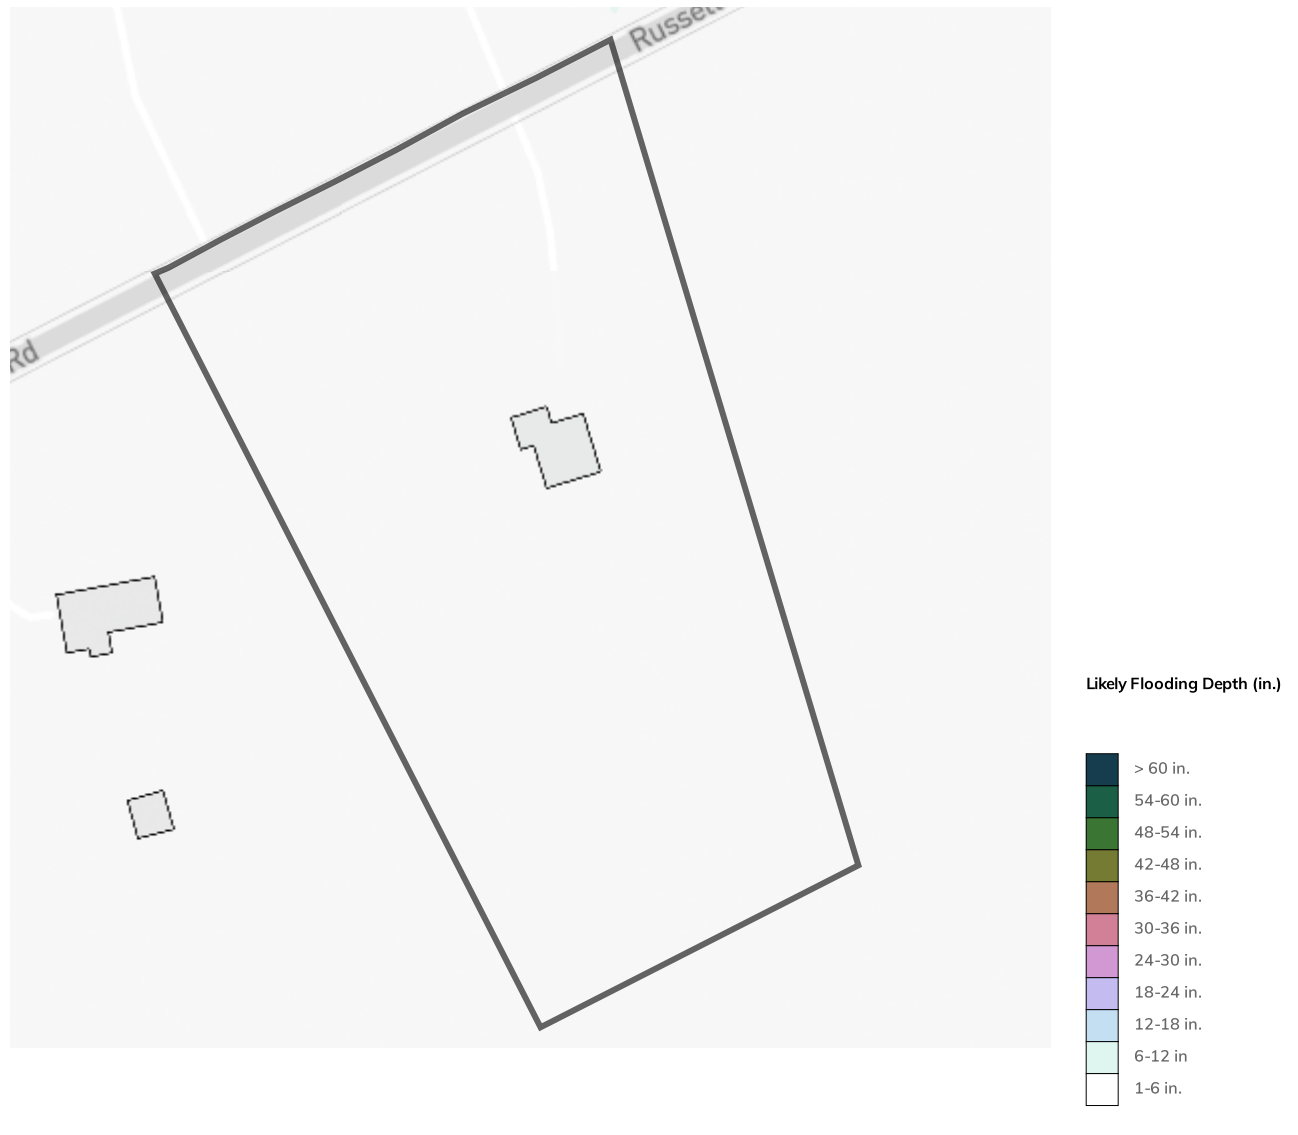 Russett
Rd
Likely Flooding Depth (in.)
> 60 in.
54-60 in.
48-54 in.
42-48 in.
36-42 in.
30-36 in.
24-30 in.
18-24 in.
12-18 in.
6-12 in
1-6 in.